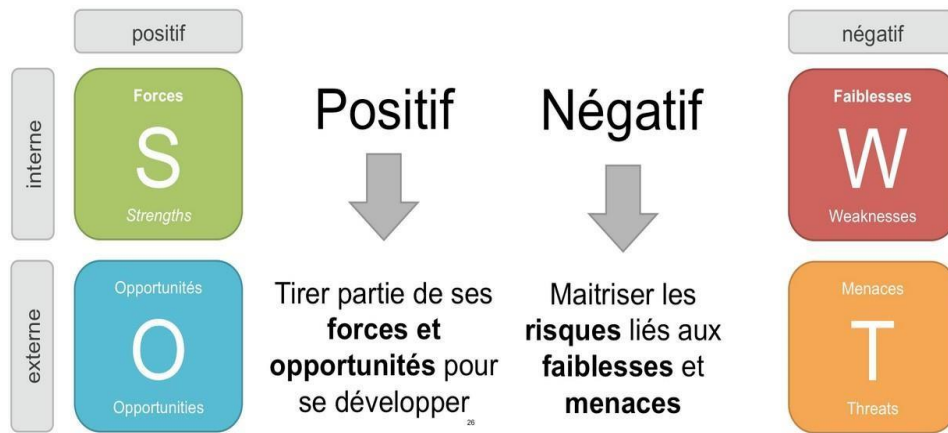 positif
négatif
interne
Forces
S
Strengths
Positif
Négatif
Faiblesses
W
Weaknesses
externe
Opportunités
O
Opportunities
Tirer partie de ses
forces et
opportunités pour
se développer
26
Maitriser les
risques liés aux
faiblesses et
menaces
Menaces
T
Threats